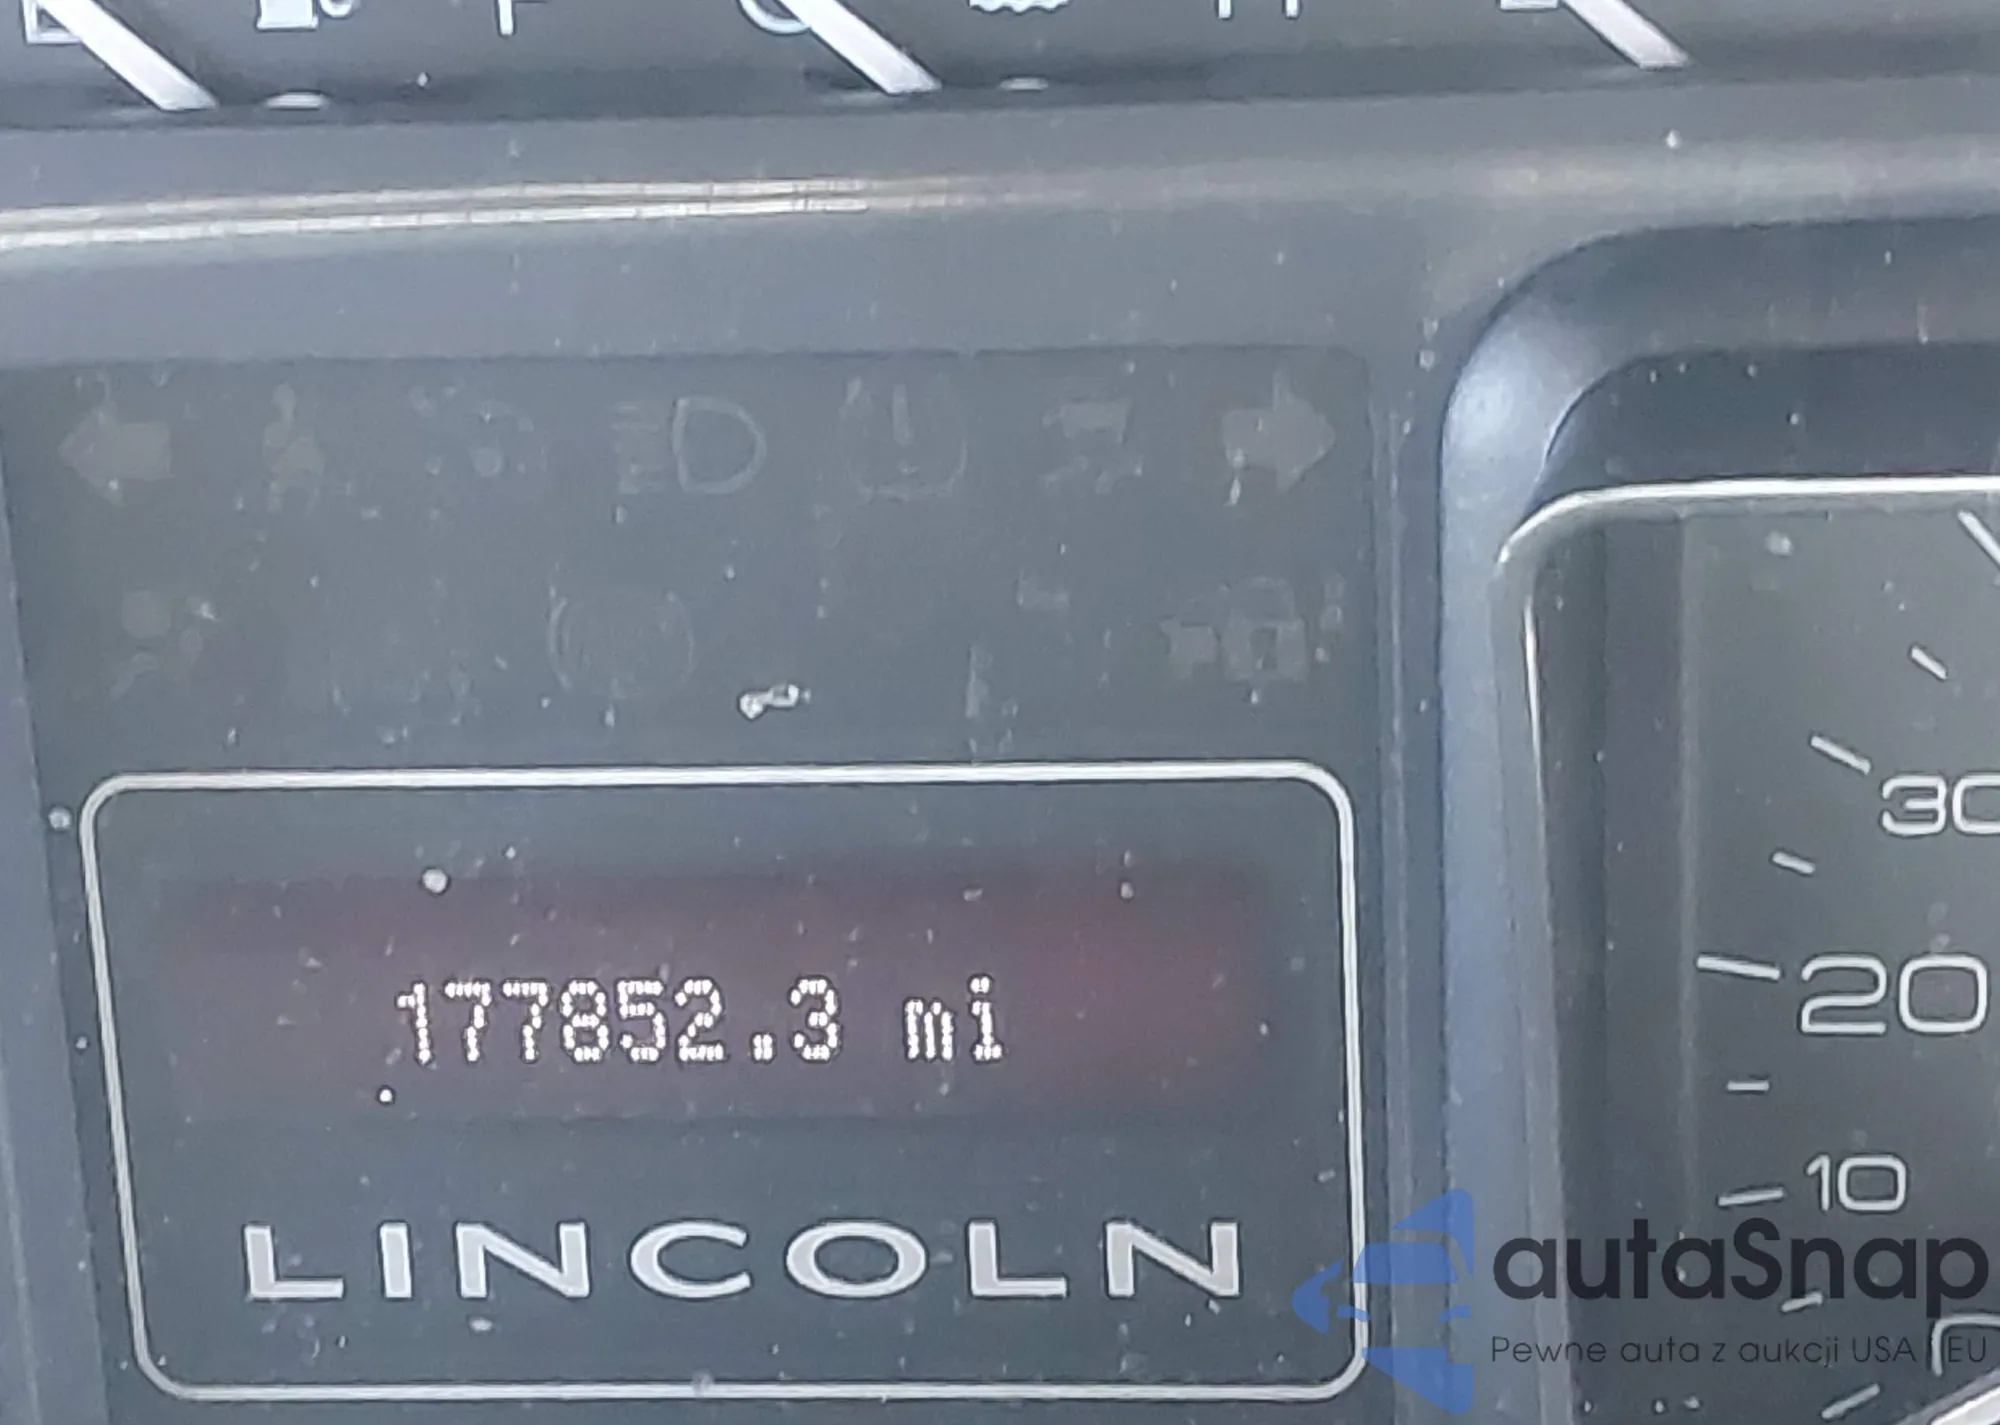 30
177852.3 mi
20
10
LINCOLN
autaSnap
Pewne auta z aukcji USA i EU